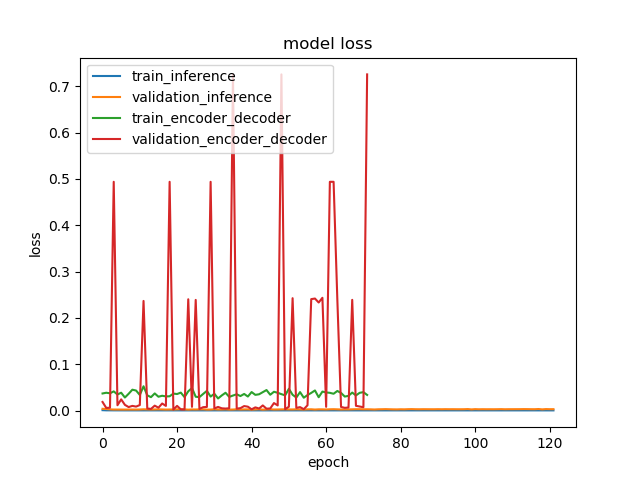 model loss
train_inference
validation_inference
train_encoder_decoder
validation_encoder_decoder
0.7
0.6
0.5
0.4
0.3
0.2
0.1
0.0
loss
0 20 40 60 80 100 120
epoch